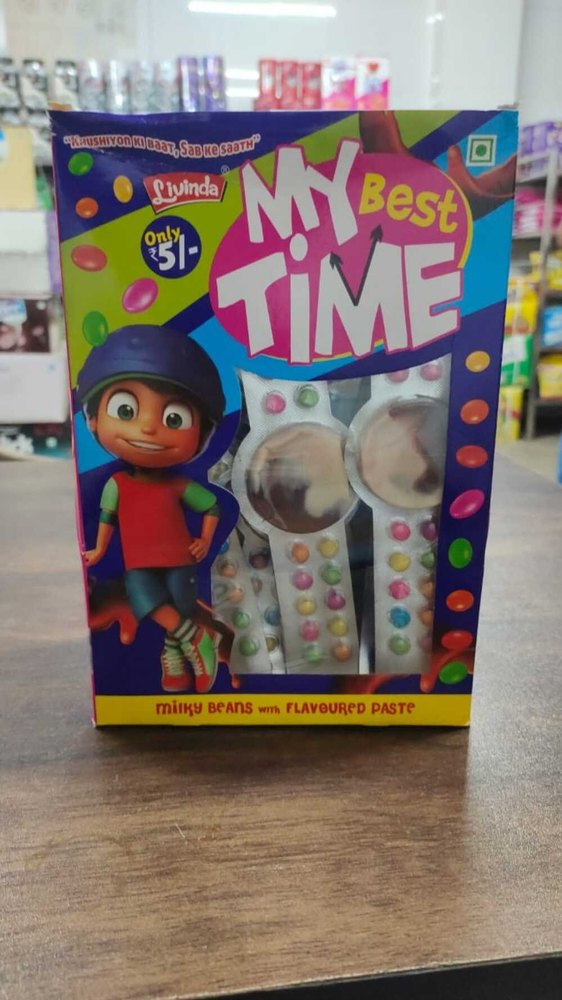 "Khushiyon ki baat, Sab ke saath"
Livinda®
Only
₹5/-
MY
Best
TIME
milky Beans with FLAVOURED PASTE